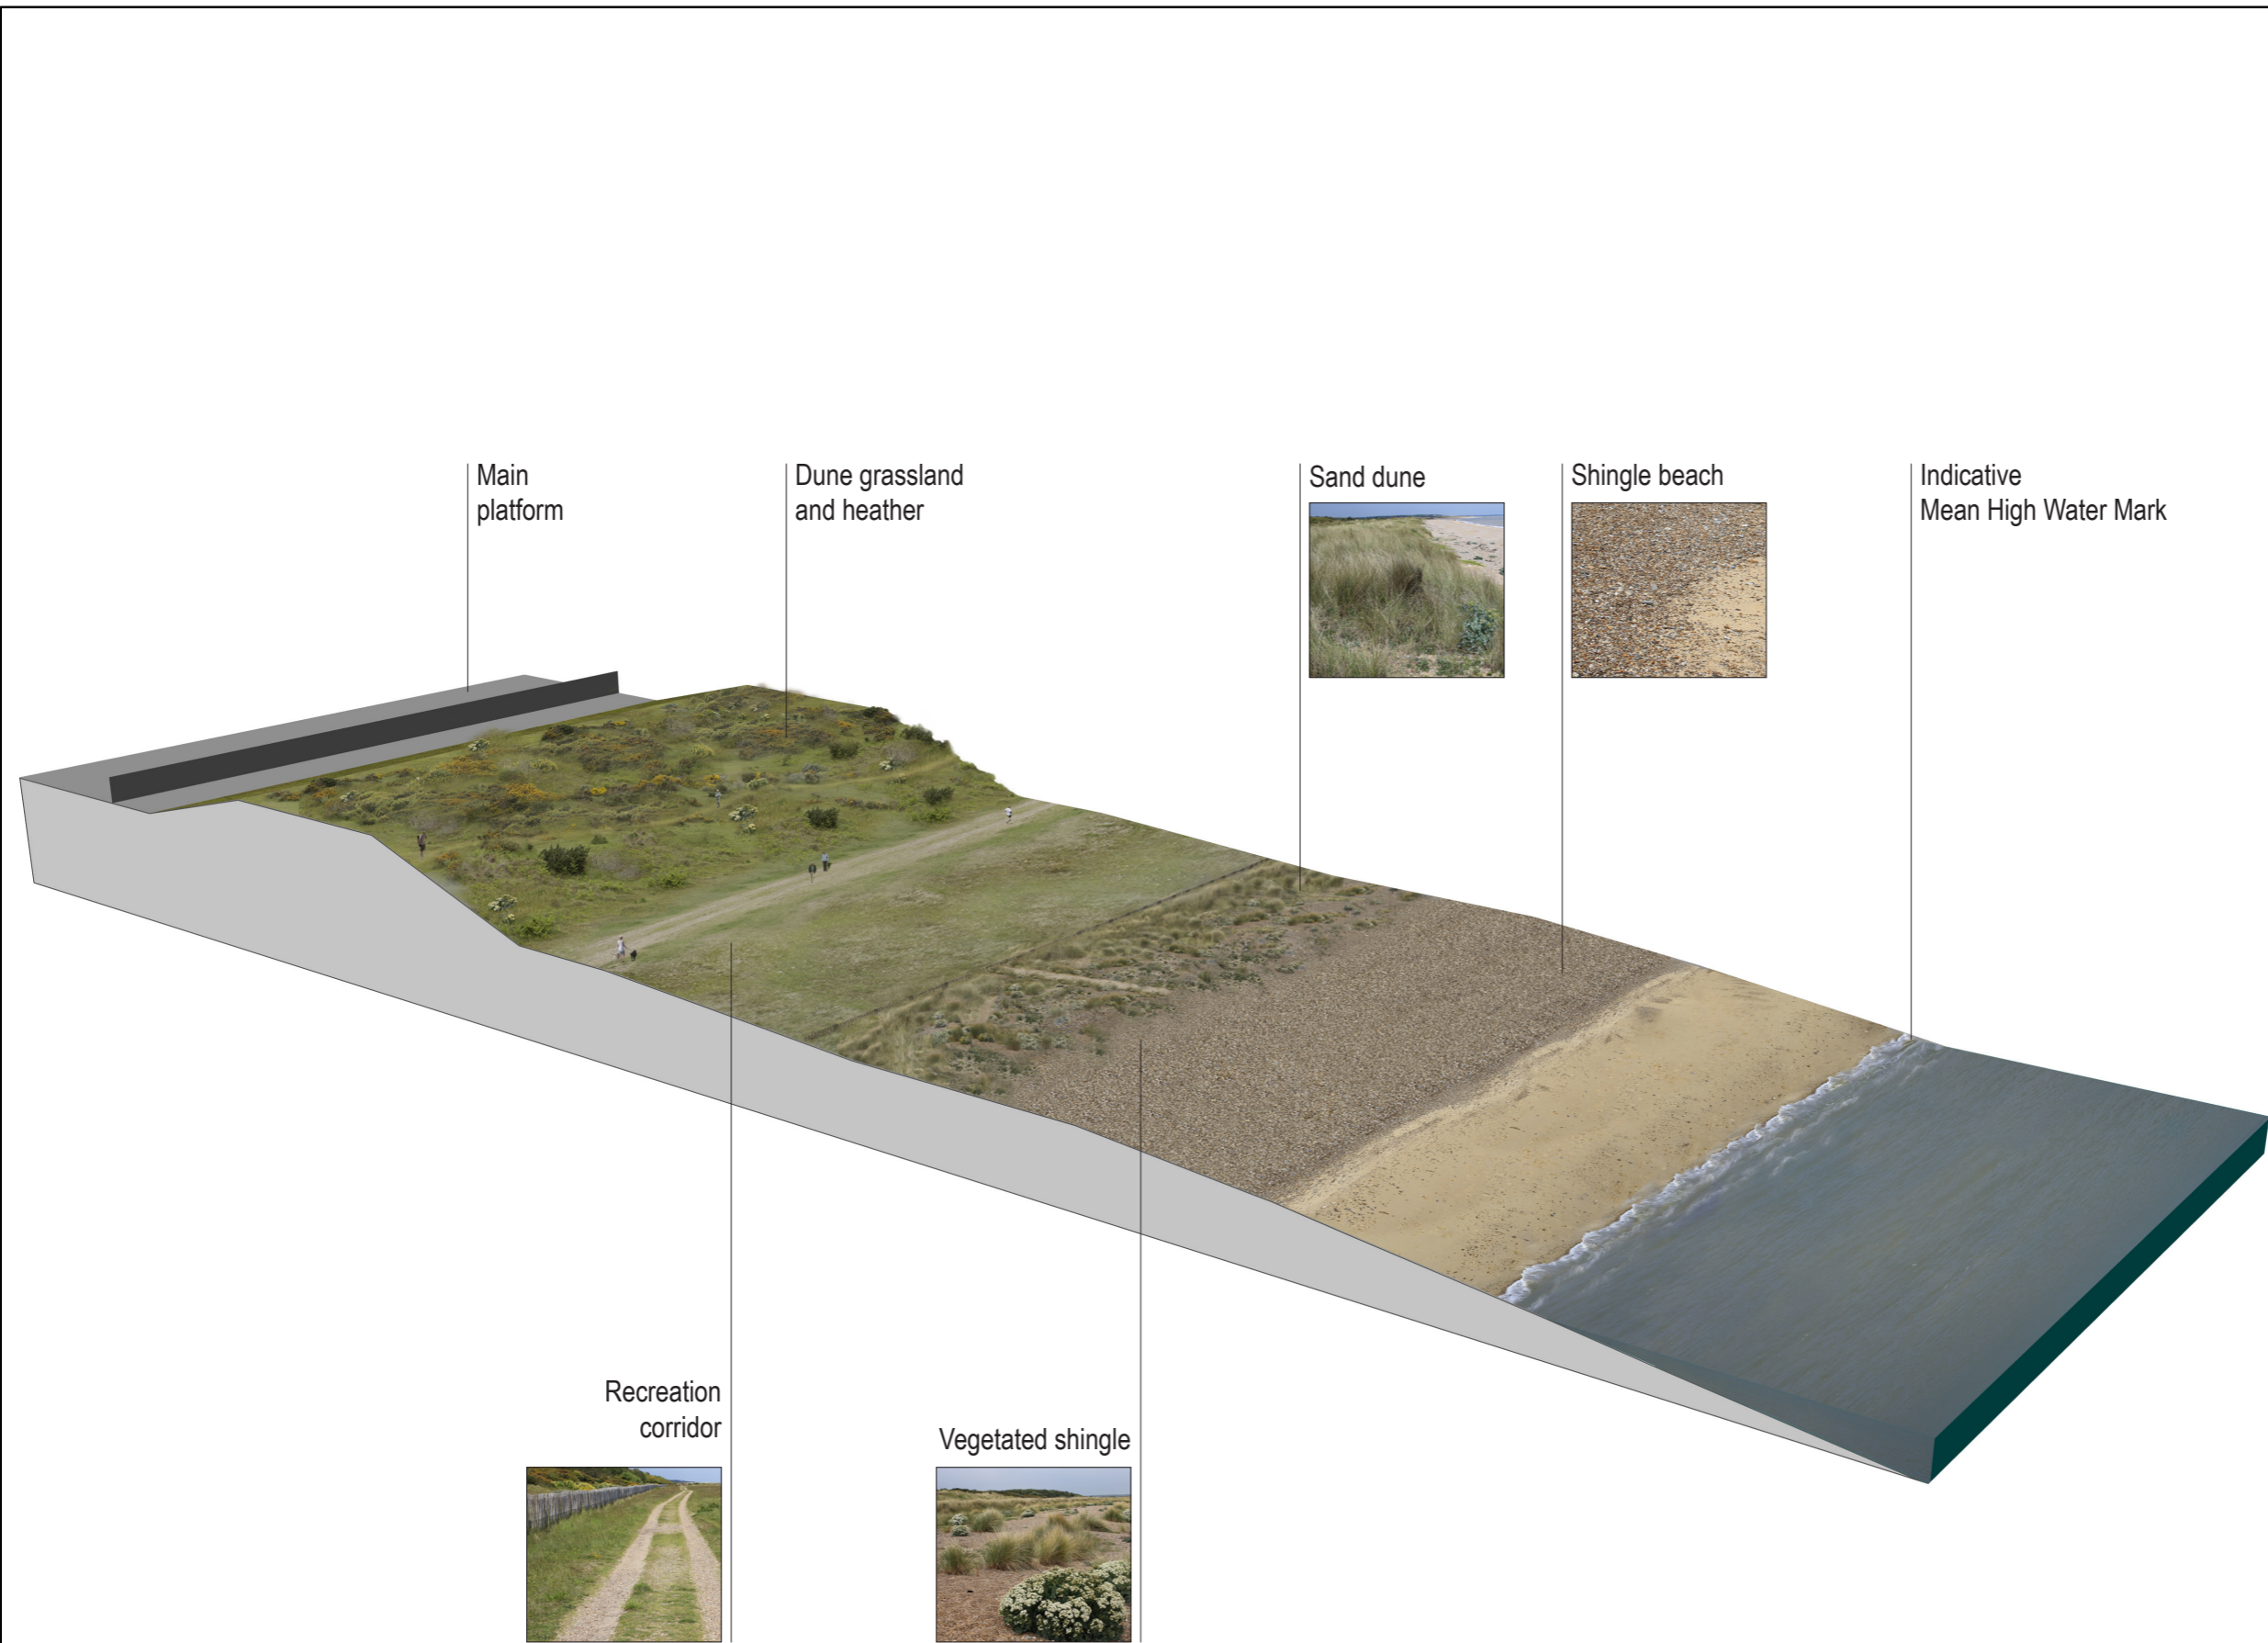 Main
platform
Dune grassland
and heather
Sand dune
Shingle beach
Indicative
Mean High Water Mark
Recreation
corridor
Vegetated shingle